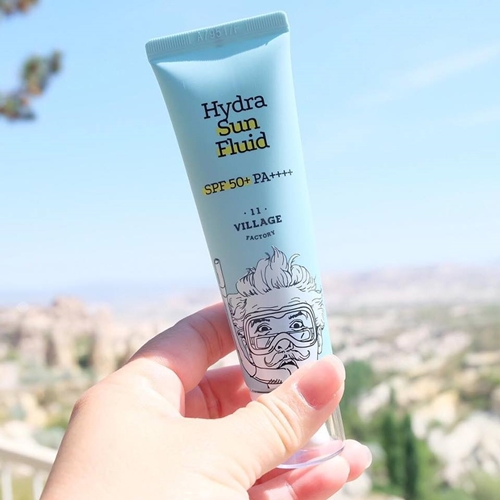 Hydra
Sun
Fluid
SPF 50+ PA++++
· 11 ·
VILLAGE
FACTORY